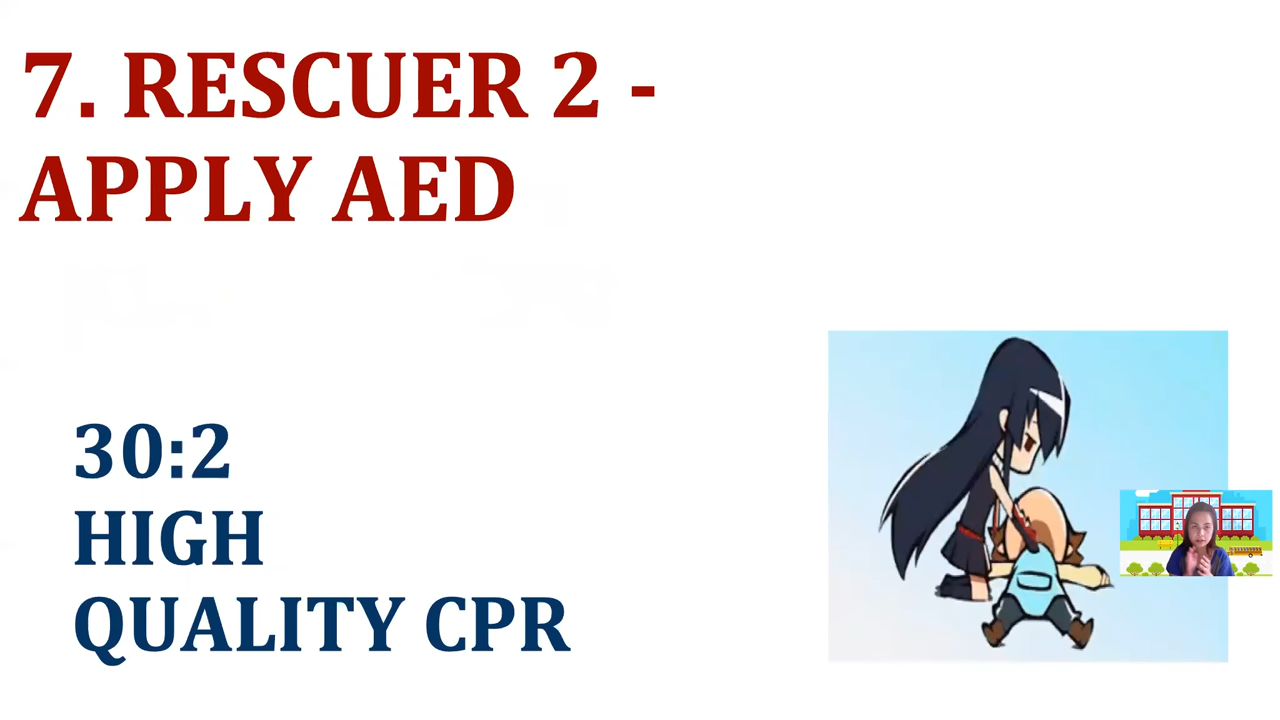 7. RESCUER 2 -
APPLY AED
30:2
HIGH
QUALITY CPR